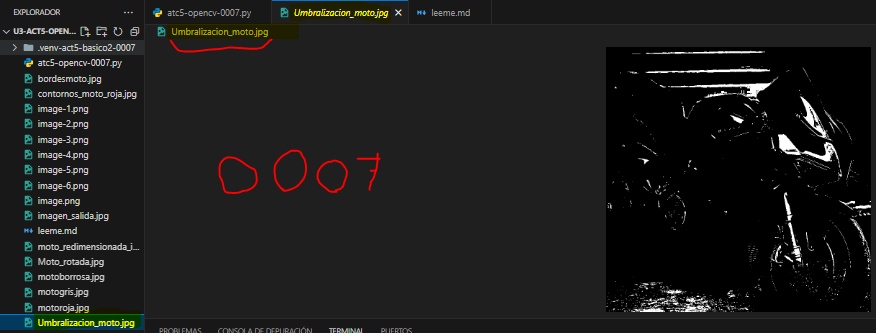 EXPLORADOR ...
U3-ACT5-OPEN...
.venv-act5-basico2-0007
atc5-opencv-0007.py
bordesmoto.jpg
contornos_moto_roja.jpg
image-1.png
image-2.png
image-3.png
image-4.png
image-5.png
image-6.png
image.png
imagen_salida.jpg
leeme.md
moto_redimensionada_i...
Moto_rotada.jpg
motoborrosa.jpg
motogris.jpg
motoroja.jpg
Umbralizacion_moto.jpg
atc5-opencv-0007.py
Umbralizacion_moto.jpg
leeme.md
Umbralizacion_moto.jpg
0007
PROBLEMAS CONSOLA DE DEPURACIÓN TERMINAL PUERTOS